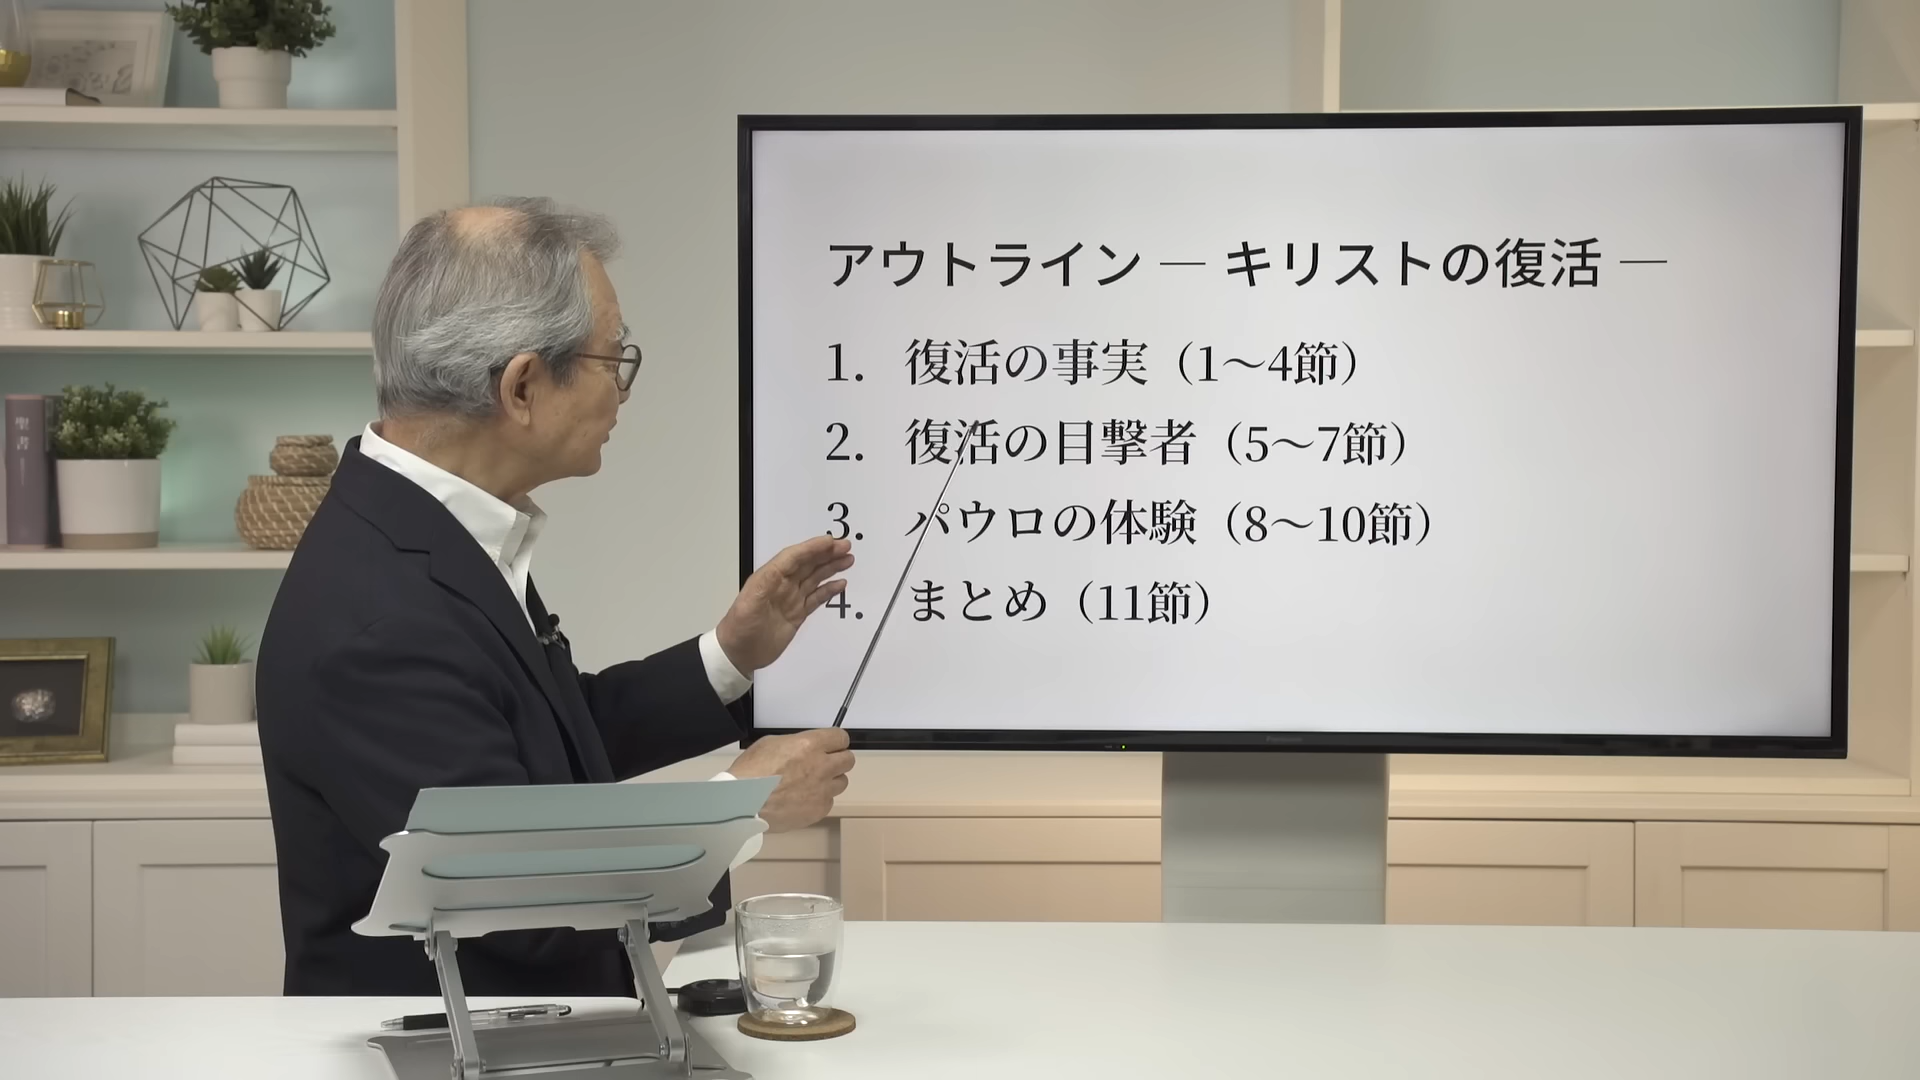 アウトライン ― キリストの復活 ―
1. 復活の事実（1〜4節）
2. 復活の目撃者（5〜7節）
3. パウロの体験（8〜10節）
4. まとめ（11節）
聖書